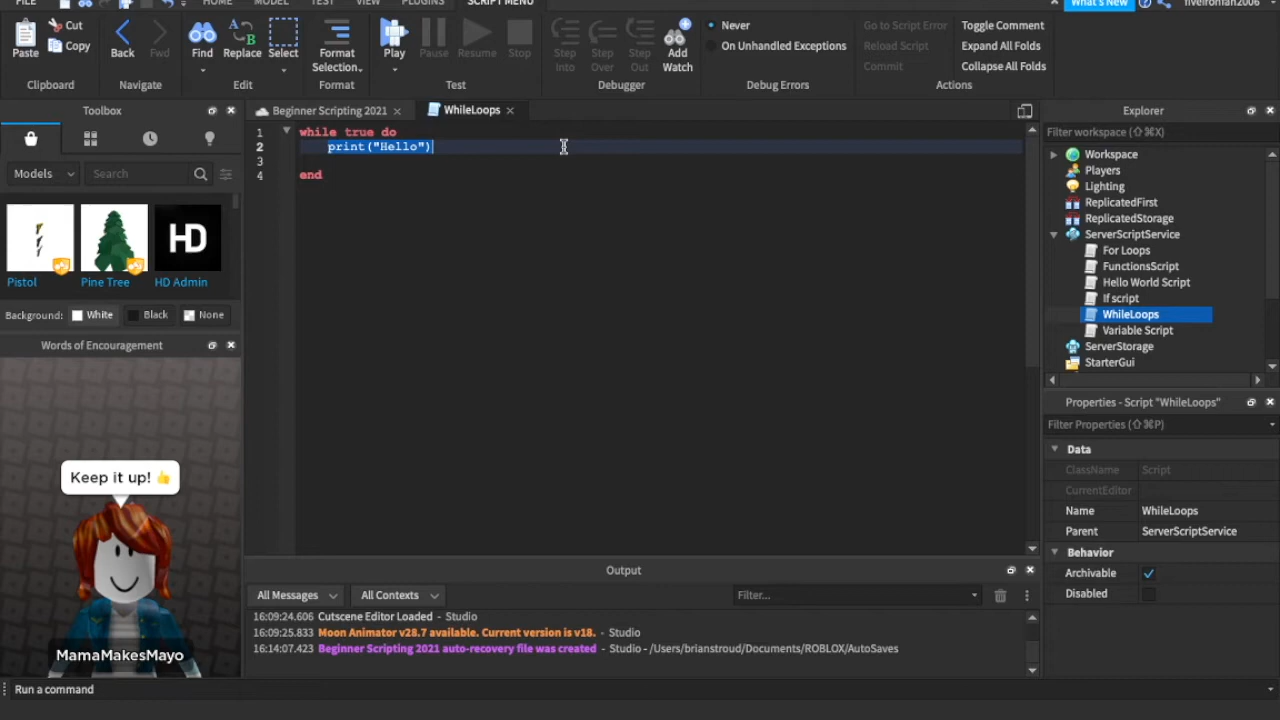 FILE HOME MODEL TEST VIEW PLUGINS SCRIPT MENU What's New fiveironfan2006
Paste
Cut
Copy
Clipboard
Back
Fwd
Navigate
Find
Replace
Select
Edit
Format
Selection
Format
Play
Pause
Resume
Stop
Test
Step
Into
Step
Over
Step
Out
Add
Watch
Debugger
Never
On Unhandled Exceptions
Debug Errors
Go to Script Error
Reload Script
Commit
Toggle Comment
Expand All Folds
Collapse All Folds
Actions
Toolbox
Models
Search
Pistol
HD
Pine Tree
HD Admin
Background: White Black None
Words of Encouragement
Keep it up! 👍
MamaMakesMayo
Beginner Scripting 2021
WhileLoops
1 while true do
2 print("Hello")
3
4 end
Output
All Messages
All Contexts
Filter...
16:09:24.606 Cutscene Editor Loaded - Studio
16:09:25.833 Moon Animator v28.7 available. Current version is v18. - Studio
16:14:07.423 Beginner Scripting 2021 auto-recovery file was created - Studio - /Users/brianstroud/Documents/ROBLOX/AutoSaves
Explorer
Filter workspace (⇧⌘X)
Workspace
Players
Lighting
ReplicatedFirst
ReplicatedStorage
ServerScriptService
For Loops
FunctionsScript
Hello World Script
If script
WhileLoops
Variable Script
ServerStorage
StarterGui
Properties - Script "WhileLoops"
Filter Properties (⇧⌘P)
Data
ClassName Script
CurrentEditor
Name WhileLoops
Parent ServerScriptService
Behavior
Archivable
Disabled
Run a command